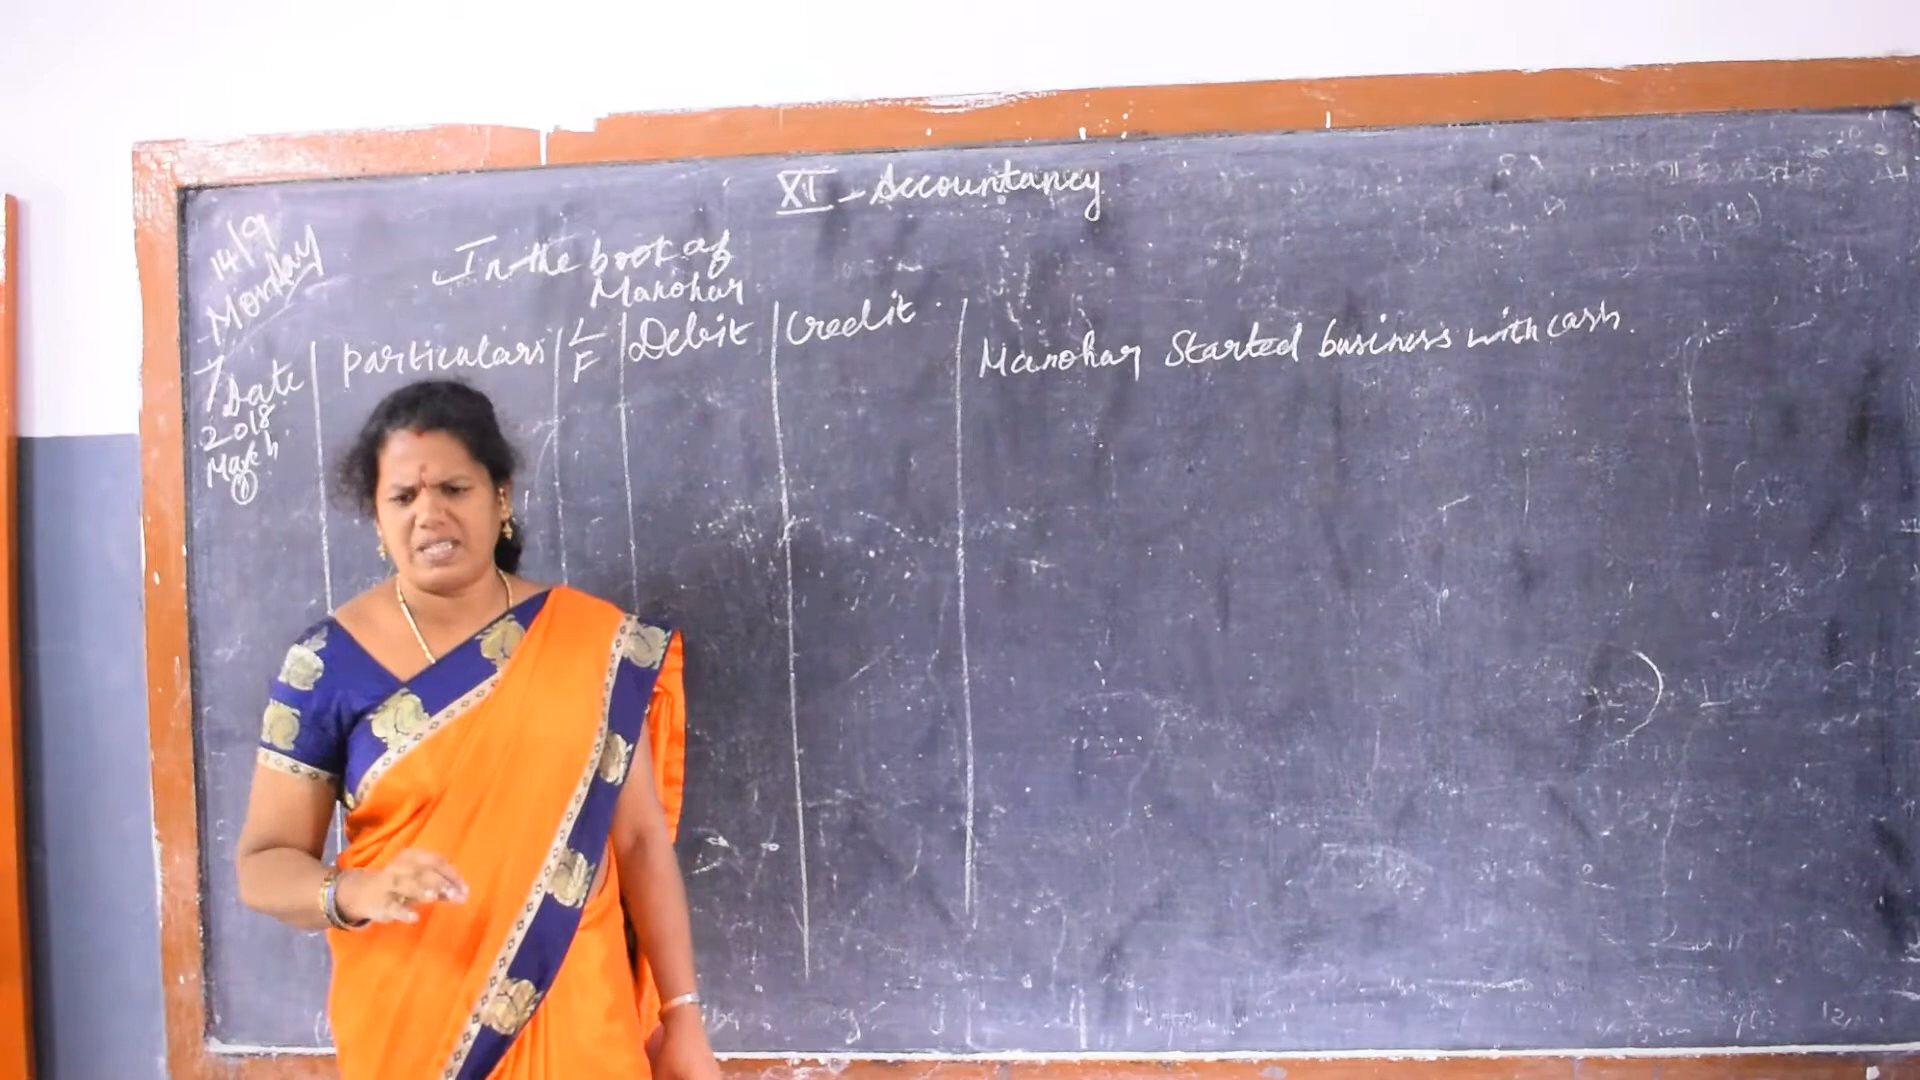 XI - Accountancy
14/9
Monday
In the book of
Manohar
Date
Particulars
L
F
Debit
Credit
2018
March
1
Manohar Started business with cash.